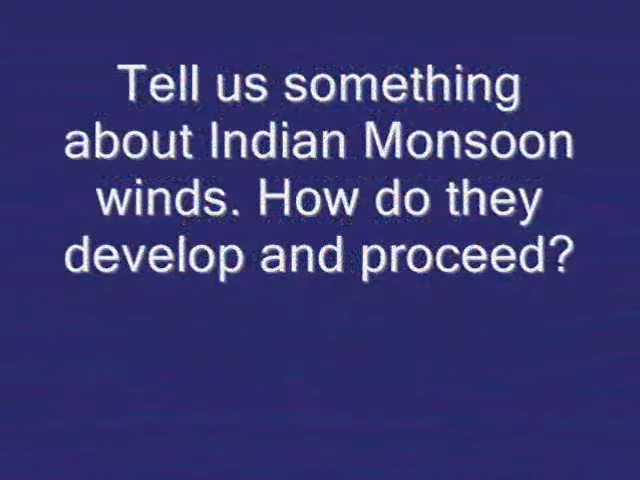 Tell us something
about Indian Monsoon
winds. How do they
develop and proceed?